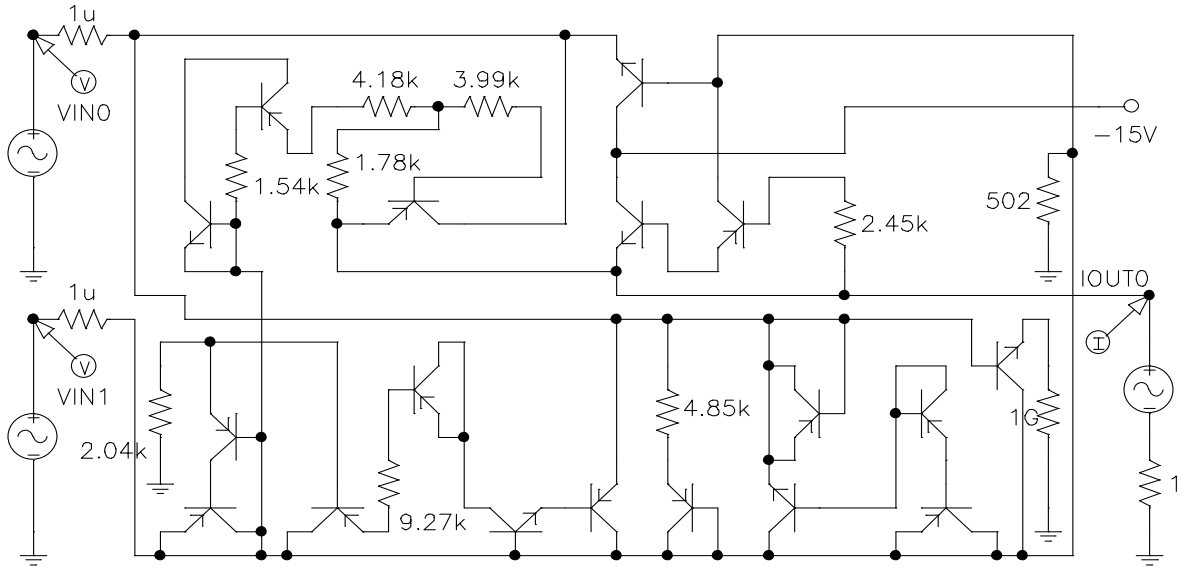 1u
V
VIN0
4.18k
3.99k
1.54k
1.78k
-15V
502
2.45k
IOUT0
1u
V
VIN1
I
2.04k
4.85k
1G
1
9.27k